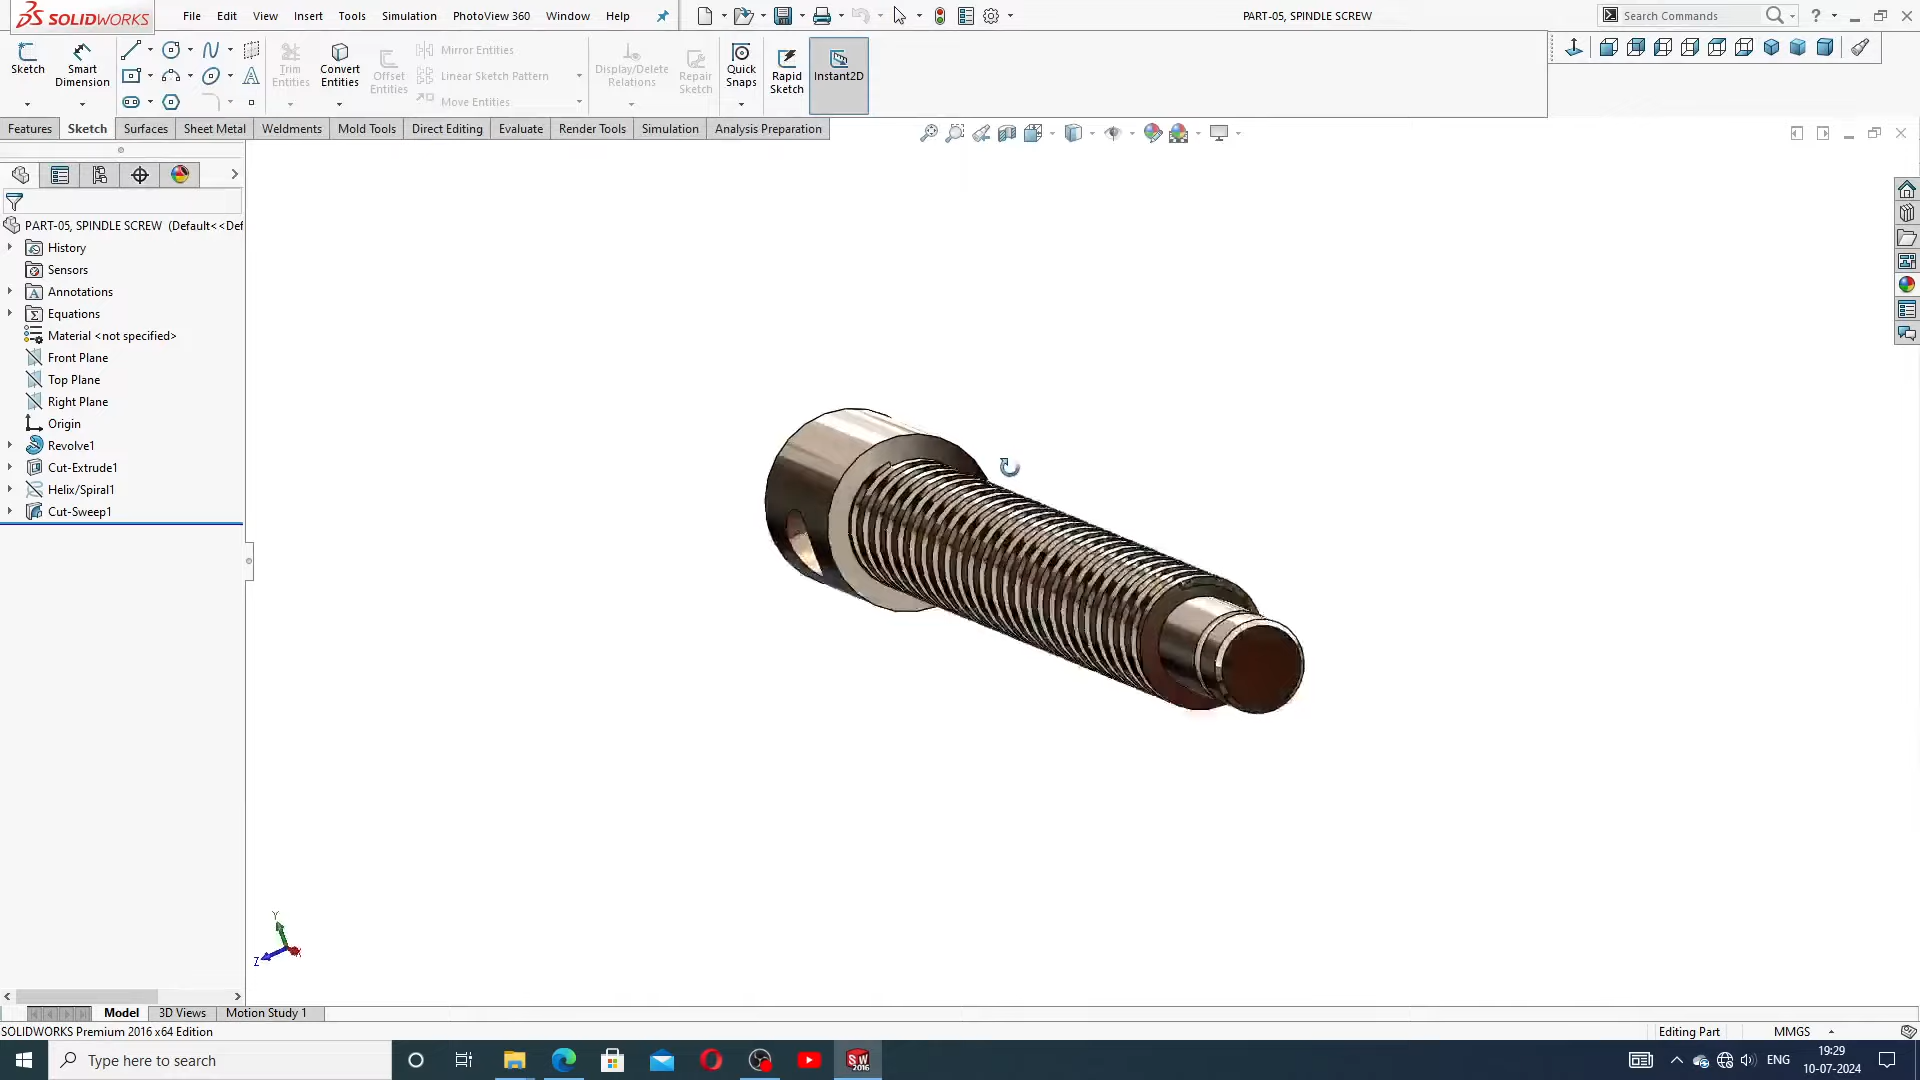 SOLIDWORKS File Edit View Insert Tools Simulation PhotoView 360 Window Help PART-05, SPINDLE SCREW Search Commands
Sketch Smart Dimension Trim Entities Convert Entities Offset Entities Mirror Entities Linear Sketch Pattern Move Entities Display/Delete Relations Repair Sketch Quick Snaps Rapid Sketch Instant2D
Features Sketch Surfaces Sheet Metal Weldments Mold Tools Direct Editing Evaluate Render Tools Simulation Analysis Preparation
PART-05, SPINDLE SCREW (Default<<Def
History
Sensors
Annotations
Equations
Material <not specified>
Front Plane
Top Plane
Right Plane
Origin
Revolve1
Cut-Extrude1
Helix/Spiral1
Cut-Sweep1
Y
Z
X
Model 3D Views Motion Study 1
SOLIDWORKS Premium 2016 x64 Edition Editing Part MMGS
Type here to search SW 2016 ENG 19:29
10-07-2024